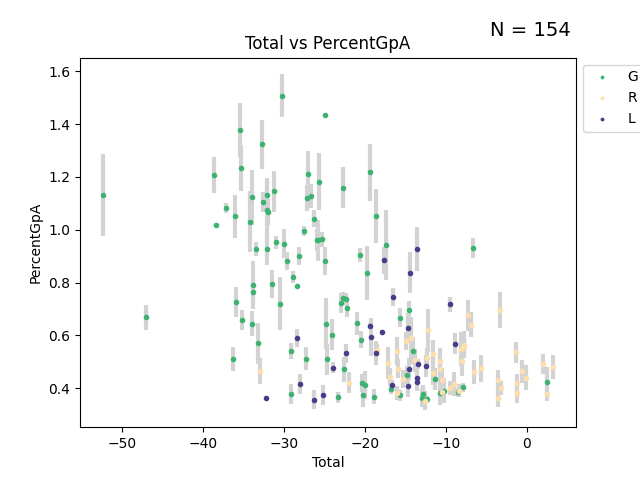 N = 154
Total vs PercentGpA
PercentGpA
1.6
1.4
1.2
1.0
0.8
0.6
0.4
−50
−40
−30
−20
−10
0
Total
G
R
L